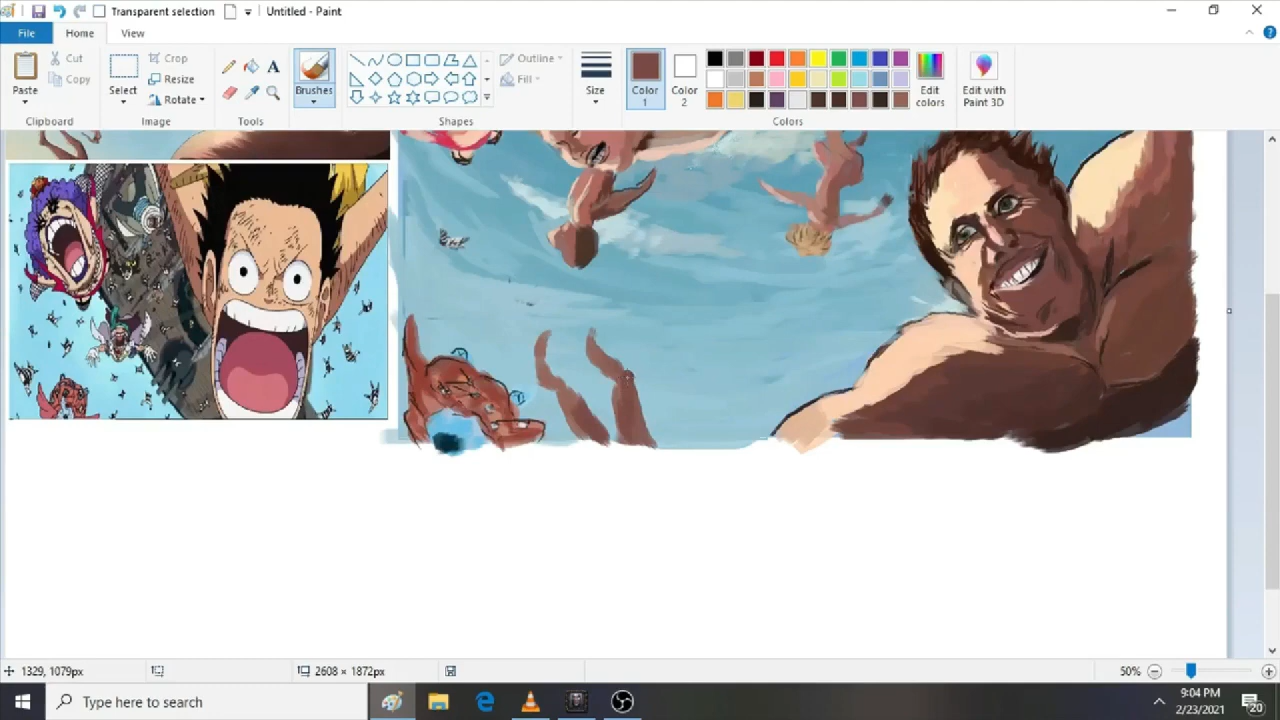 Transparent selection
Untitled - Paint
File
Home
View
Paste
Cut
Copy
Clipboard
Select
Crop
Resize
Rotate
Image
Tools
Brushes
Shapes
Outline
Fill
Size
Color 1
Color 2
Edit colors
Colors
Edit with Paint 3D
1329, 1079px
2608 × 1872px
50%
Type here to search
9:04 PM
2/23/2021
20